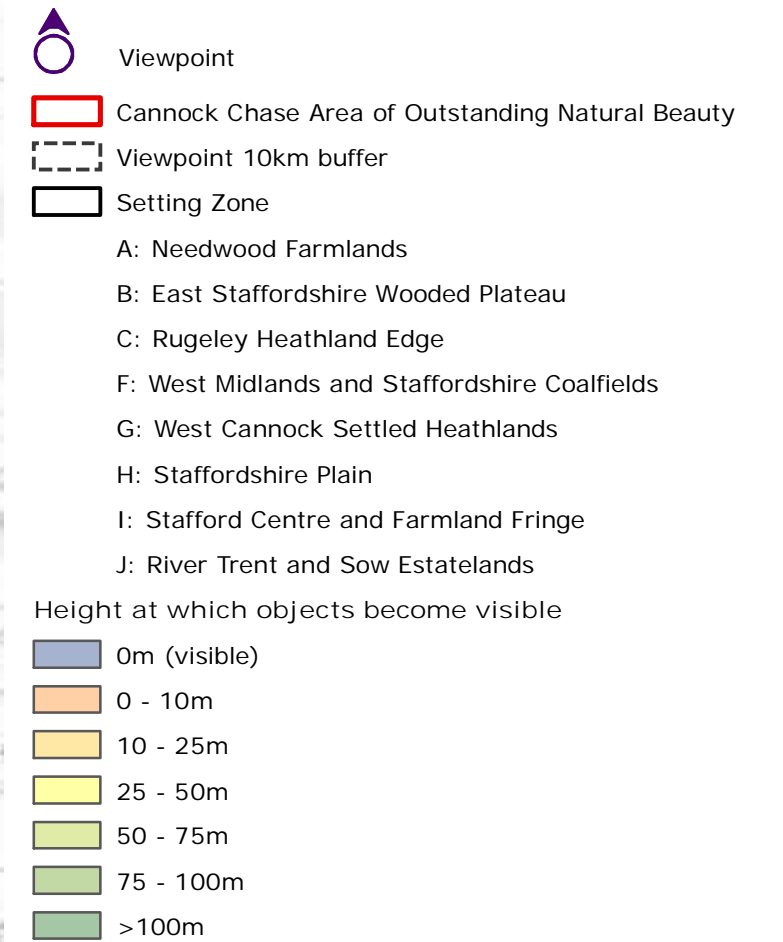 Viewpoint
Cannock Chase Area of Outstanding Natural Beauty
Viewpoint 10km buffer
Setting Zone
A: Needwood Farmlands
B: East Staffordshire Wooded Plateau
C: Rugeley Heathland Edge
F: West Midlands and Staffordshire Coalfields
G: West Cannock Settled Heathlands
H: Staffordshire Plain
I: Stafford Centre and Farmland Fringe
J: River Trent and Sow Estatelands
Height at which objects become visible
0m (visible)
0 - 10m
10 - 25m
25 - 50m
50 - 75m
75 - 100m
>100m